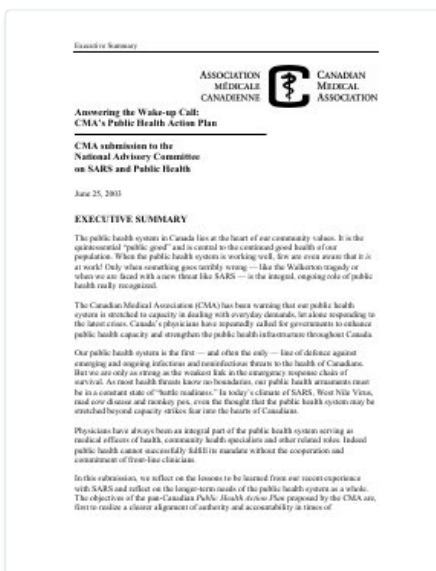 Executive Summary
ASSOCIATION
MÉDICALE
CANADIENNE
CANADIAN
MEDICAL
ASSOCIATION
Answering the Wake-up Call:
CMA's Public Health Action Plan
CMA submission to the
National Advisory Committee
on SARS and Public Health
June 25, 2003
EXECUTIVE SUMMARY
The public health system in Canada lies at the heart of our community values. It is the
quintessential "public good" and is central to the continued good health of our
population. When the public health system is working well, few are even aware that it is
at work! Only when something goes terribly wrong — like the Walkerton tragedy or
when we are faced with a new threat like SARS — is the integral, ongoing role of public
health really recognized.
The Canadian Medical Association (CMA) has been warning that our public health
system is stretched to capacity in dealing with everyday demands, let alone responding to
the latest crises. Canada's physicians have repeatedly called for governments to enhance
public health capacity and strengthen the public health infrastructure throughout Canada.
Our public health system is the first — and often the only — line of defence against
emerging and ongoing infectious and noninfectious threats to the health of Canadians.
But we are only as strong as the weakest link in the emergency response chain of
survival. As most health threats know no boundaries, our public health armaments must
be in a constant state of "battle readiness." In today's climate of SARS, West Nile Virus,
mad cow disease and monkey pox, even the thought that the public health system may be
stretched beyond capacity strikes fear into the hearts of Canadians.
Physicians have always been an integral part of the public health system serving as
medical officers of health, community health specialists and other related roles. Indeed
public health cannot successfully fulfill its mandate without the cooperation and
commitment of front-line clinicians.
In this submission, we reflect on the lessons to be learned from our recent experience
with SARS and reflect on the longer-term needs of the public health system as a whole.
The objectives of the pan-Canadian Public Health Action Plan proposed by the CMA are,
first to realize a clearer alignment of authority and accountability in times of